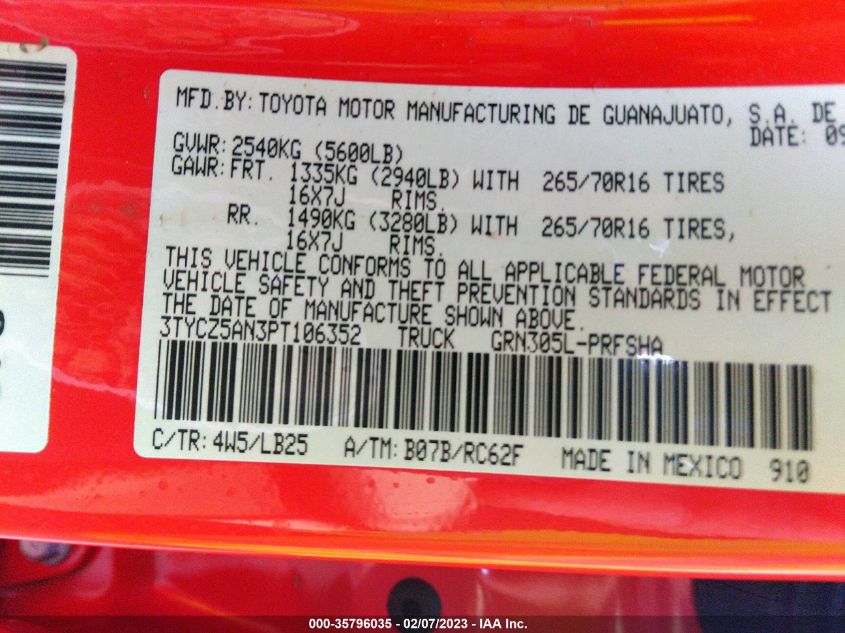 MFD. BY: TOYOTA MOTOR MANUFACTURING DE GUANAJUATO, S.A. DE
DATE: 09
GVWR: 2540KG (5600LB)
GAWR: FRT. 1335KG (2940LB) WITH 265/70R16 TIRES
16X7J RIMS.
RR. 1490KG (3280LB) WITH 265/70R16 TIRES,
16X7J RIMS.
THIS VEHICLE CONFORMS TO ALL APPLICABLE FEDERAL MOTOR
VEHICLE SAFETY AND THEFT PREVENTION STANDARDS IN EFFECT
THE DATE OF MANUFACTURE SHOWN ABOVE.
3TYCZ5AN3PT106352 TRUCK GRN305L-PRFSHA
C/TR: 4W5/LB25 A/TM: B07B/RC62F MADE IN MEXICO 910
000-35796035 - 02/07/2023 - IAA Inc.